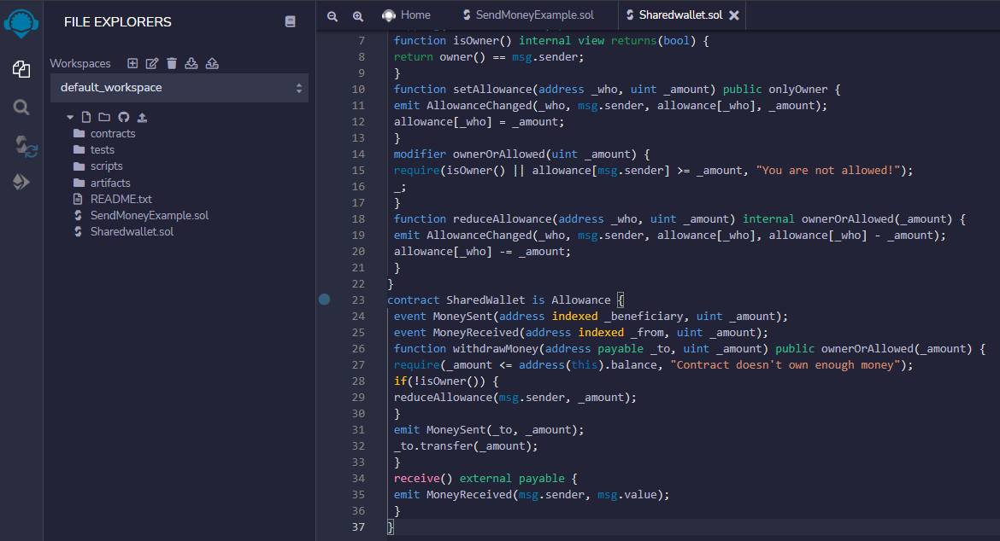 FILE EXPLORERS
Workspaces
default_workspace
contracts
tests
scripts
artifacts
README.txt
SendMoneyExample.sol
Sharedwallet.sol
Home
SendMoneyExample.sol
Sharedwallet.sol
7 function isOwner() internal view returns(bool) {
8 return owner() == msg.sender;
9 }
10 function setAllowance(address _who, uint _amount) public onlyOwner {
11 emit AllowanceChanged(_who, msg.sender, allowance[_who], _amount);
12 allowance[_who] = _amount;
13 }
14 modifier ownerOrAllowed(uint _amount) {
15 require(isOwner() || allowance[msg.sender] >= _amount, "You are not allowed!");
16 _;
17 }
18 function reduceAllowance(address _who, uint _amount) internal ownerOrAllowed(_amount) {
19 emit AllowanceChanged(_who, msg.sender, allowance[_who], allowance[_who] - _amount);
20 allowance[_who] -= _amount;
21 }
22 }
23 contract SharedWallet is Allowance {
24 event MoneySent(address indexed _beneficiary, uint _amount);
25 event MoneyReceived(address indexed _from, uint _amount);
26 function withdrawMoney(address payable _to, uint _amount) public ownerOrAllowed(_amount) {
27 require(_amount <= address(this).balance, "Contract doesn't own enough money");
28 if(!isOwner()) {
29 reduceAllowance(msg.sender, _amount);
30 }
31 emit MoneySent(_to, _amount);
32 _to.transfer(_amount);
33 }
34 receive() external payable {
35 emit MoneyReceived(msg.sender, msg.value);
36 }
37 }